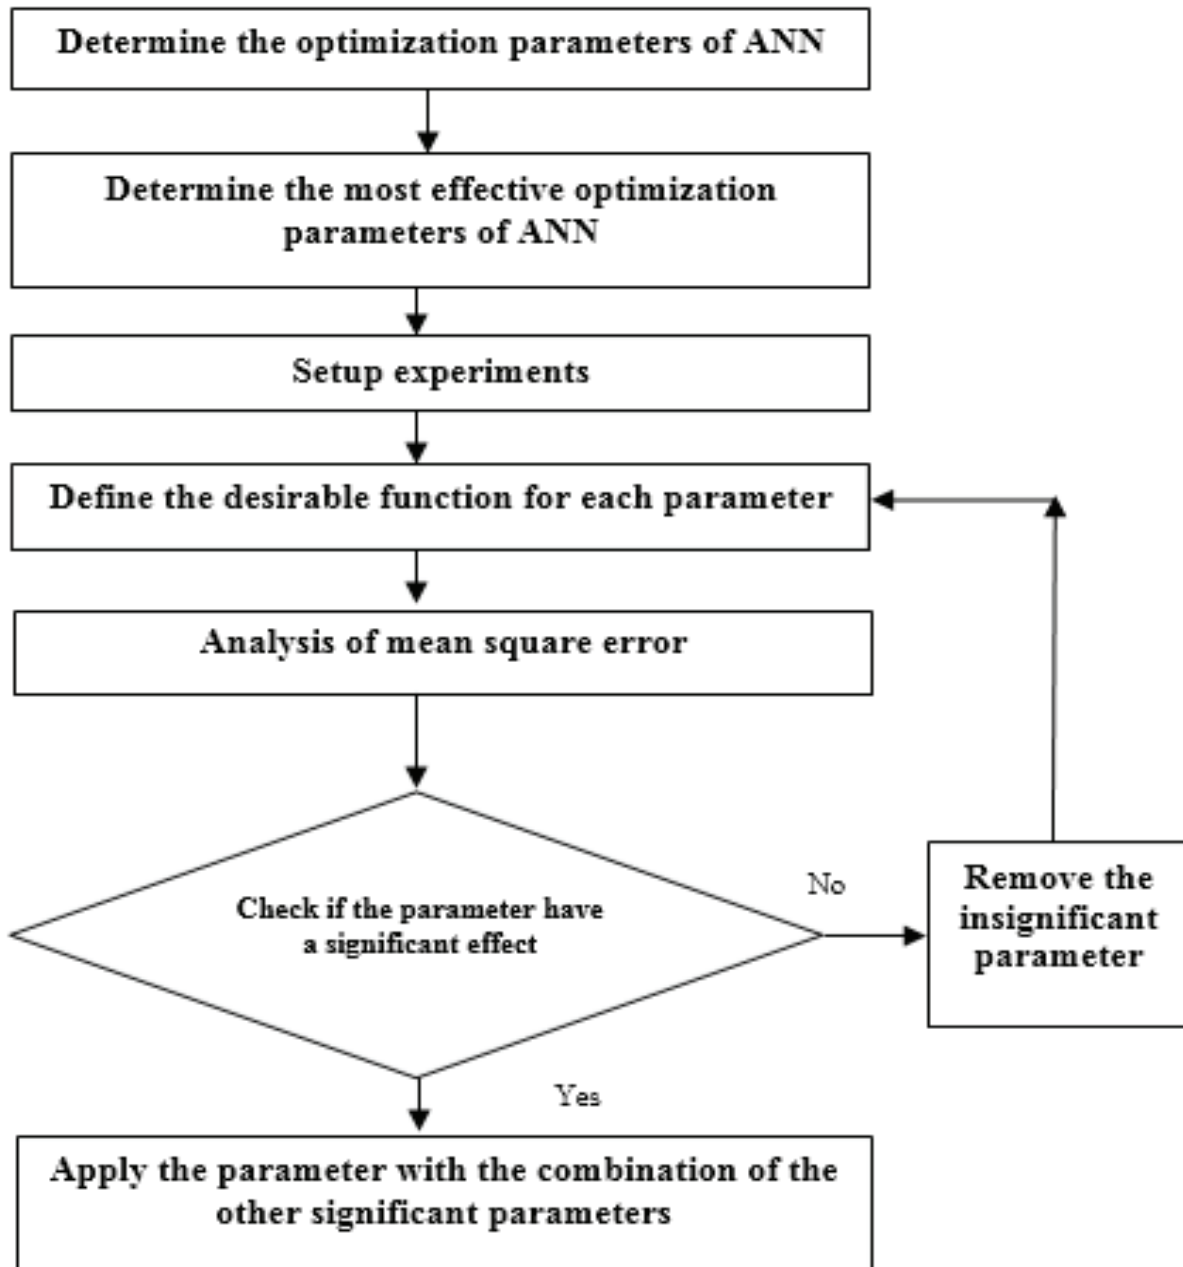 Determine the optimization parameters of ANN
Determine the most effective optimization
parameters of ANN
Setup experiments
Define the desirable function for each parameter
Analysis of mean square error
Check if the parameter have
a significant effect
No
Remove the
insignificant
parameter
Yes
Apply the parameter with the combination of the
other significant parameters